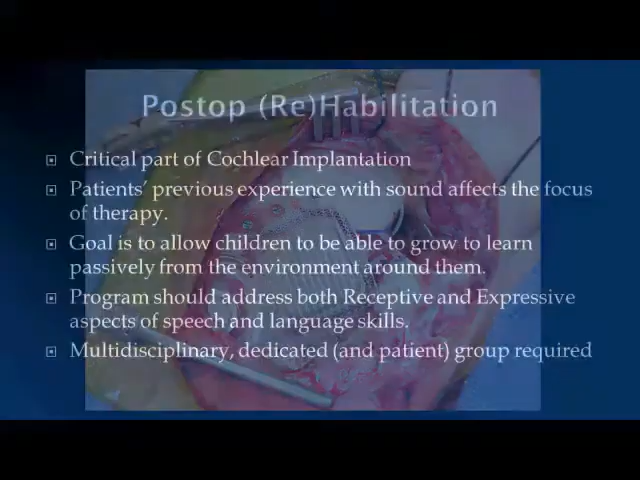 Postop (Re)Habilitation
Critical part of Cochlear Implantation
Patients' previous experience with sound affects the focus
of therapy.
Goal is to allow children to be able to grow to learn
passively from the environment around them.
Program should address both Receptive and Expressive
aspects of speech and language skills.
Multidisciplinary, dedicated (and patient) group required